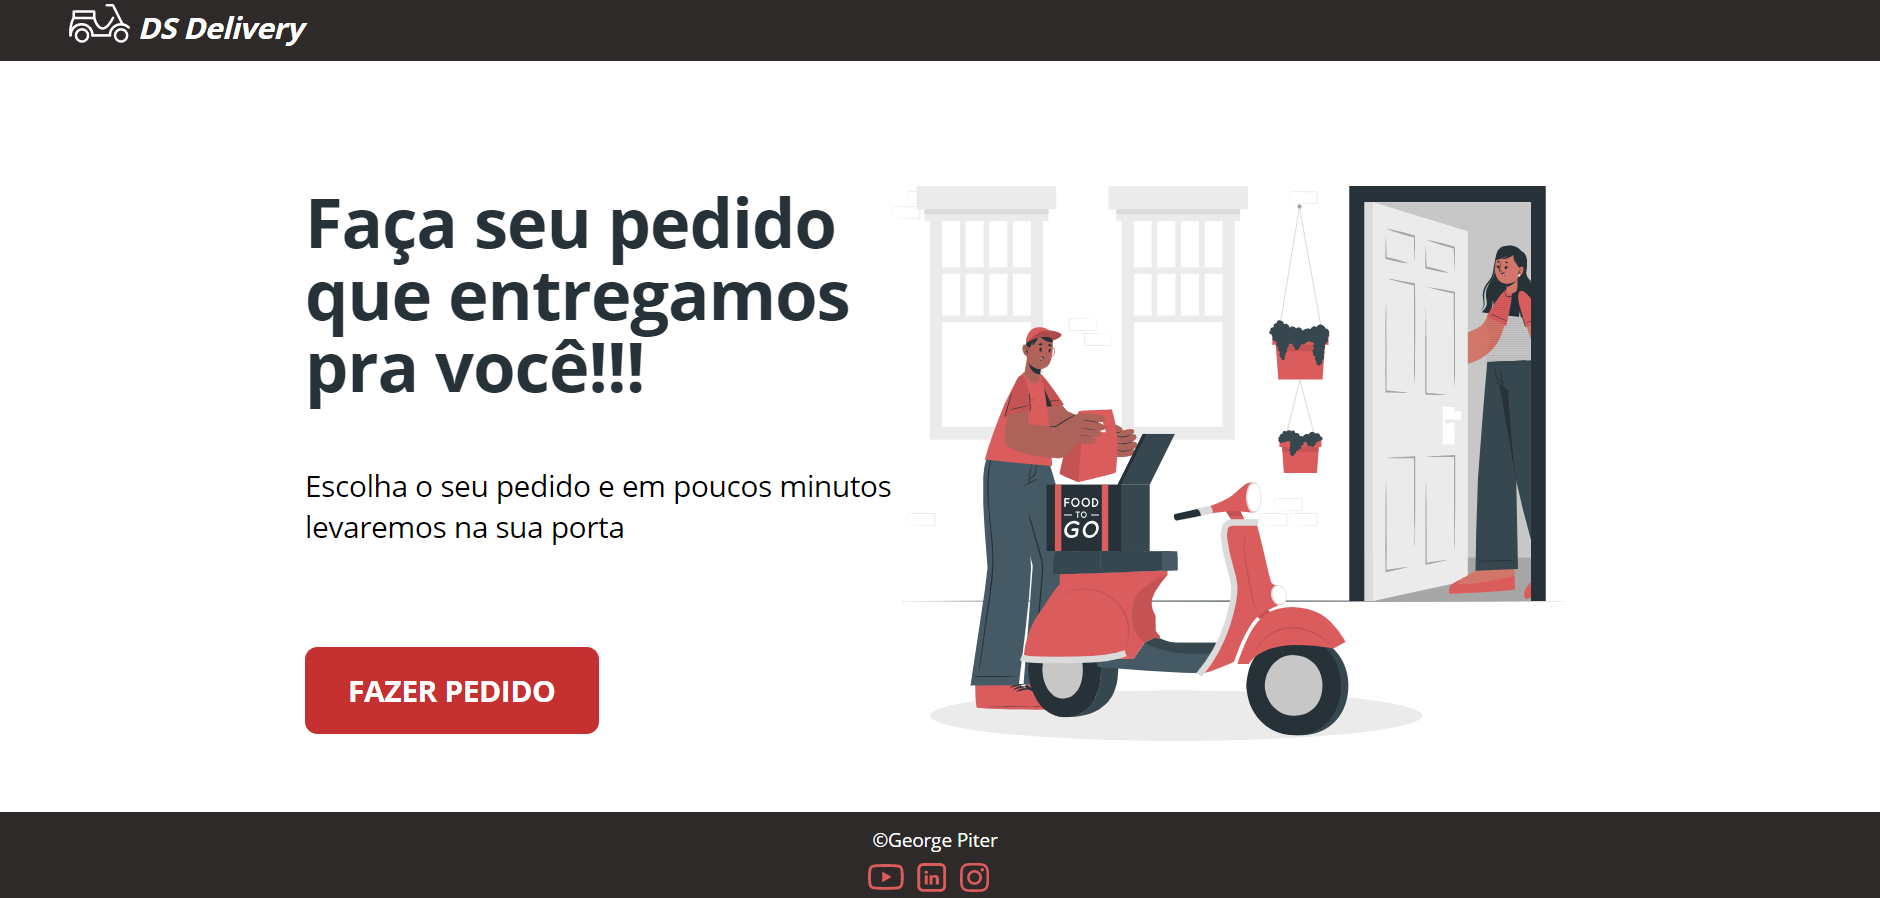 DS Delivery
Faça seu pedido
que entregamos
pra você!!!
Escolha o seu pedido e em poucos minutos
levaremos na sua porta
FOOD
TO
GO
FAZER PEDIDO
©George Piter
in